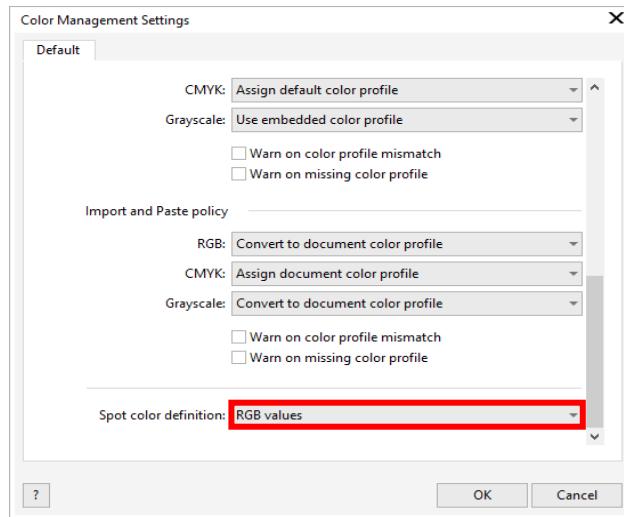 Color Management Settings
Default
CMYK: Assign default color profile
Grayscale: Use embedded color profile
Warn on color profile mismatch
Warn on missing color profile
Import and Paste policy
RGB: Convert to document color profile
CMYK: Assign document color profile
Grayscale: Convert to document color profile
Warn on color profile mismatch
Warn on missing color profile
Spot color definition: RGB values
? OK Cancel